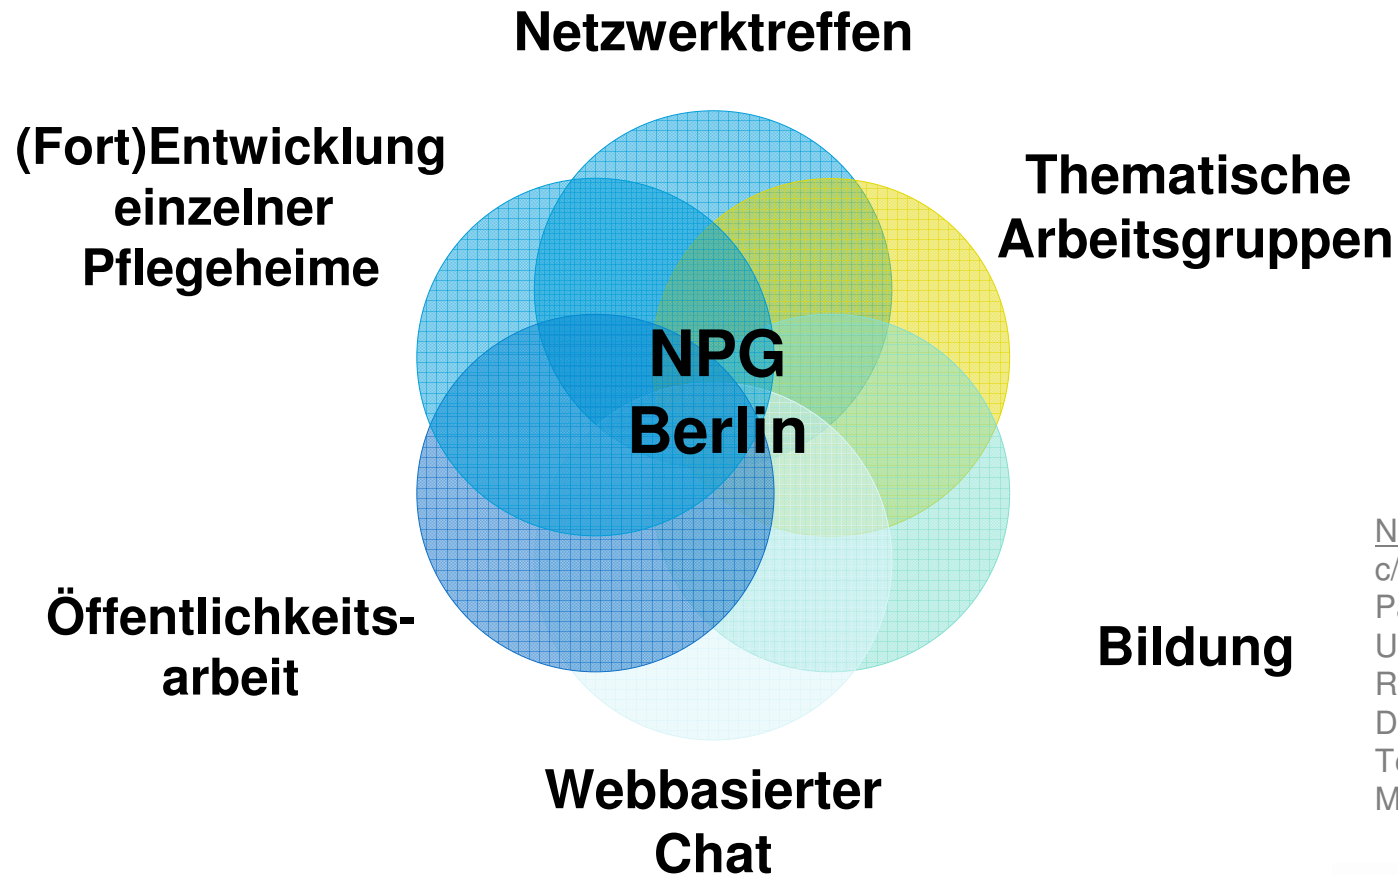 Netzwerktreffen
(Fort)Entwicklung
einzelner
Pflegeheime
Thematische
Arbeitsgruppen
NPG
Berlin
Öffentlichkeits-
arbeit
Bildung
Webbasierter
Chat